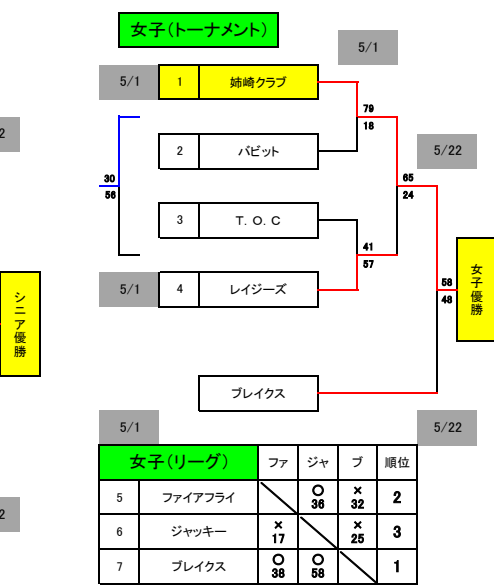 女子(トーナメント)
5/1
5/1 1 姉崎クラブ
79
18
2
2 バビット
5/22
30
56
65
24
3 T.O.C
41
57
5/1 4 レイジーズ
58
48
女子優勝
シニア優勝
ブレイクス
5/1
5/22
女子(リーグ) ファ ジャ ブ 順位
5 ファイアフライ ○36 ×32 2
2
6 ジャッキー ×17 ×25 3
7 ブレイクス ○38 ○58 1